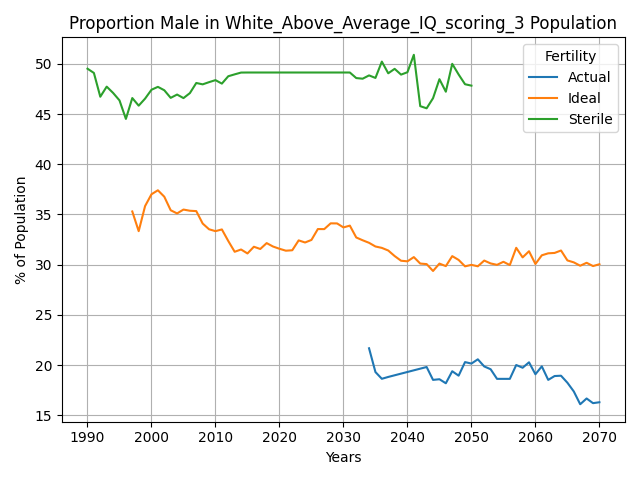 Proportion Male in White_Above_Average_IQ_scoring_3 Population
Fertility
Actual
Ideal
Sterile
% of Population
50
45
40
35
30
25
20
15
1990 2000 2010 2020 2030 2040 2050 2060 2070
Years